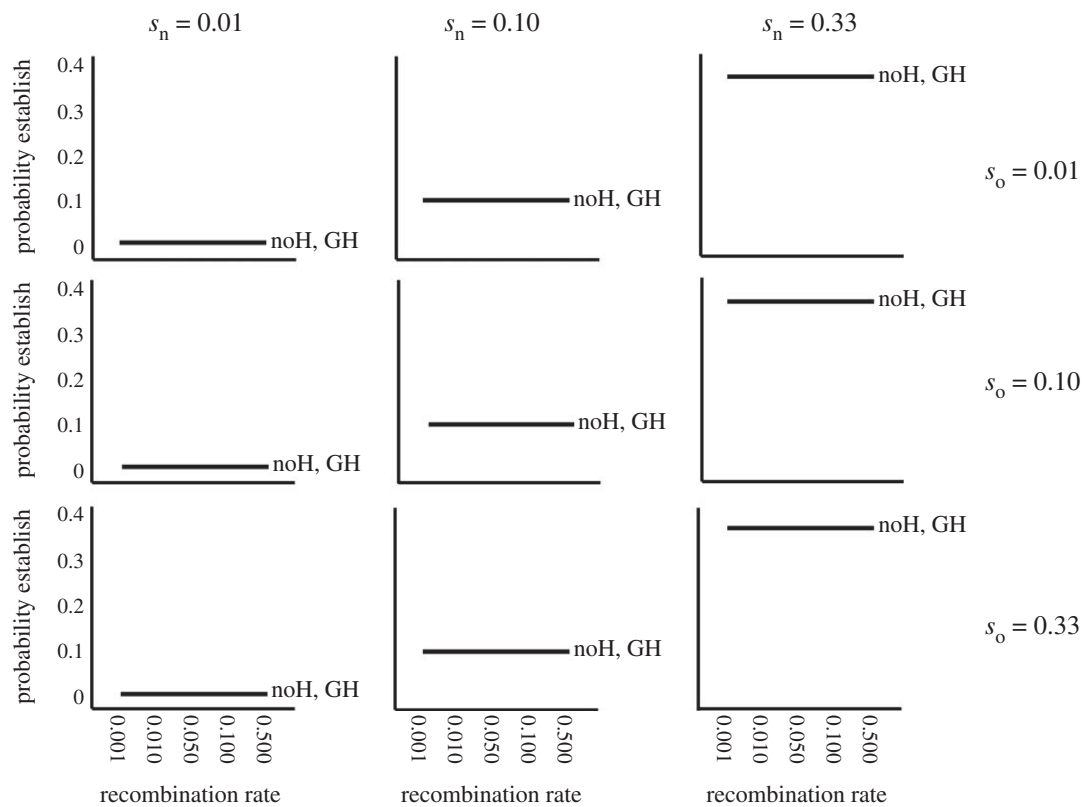 s_n = 0.01 s_n = 0.10 s_n = 0.33
probability establish
0.4
0.3
0.2
0.1
0
noH, GH
noH, GH
noH, GH
s_o = 0.01
probability establish
0.4
0.3
0.2
0.1
0
noH, GH
noH, GH
noH, GH
s_o = 0.10
probability establish
0.4
0.3
0.2
0.1
0
noH, GH
noH, GH
noH, GH
s_o = 0.33
0.001 0.010 0.050 0.100 0.500
0.001 0.010 0.050 0.100 0.500
0.001 0.010 0.050 0.100 0.500
recombination rate recombination rate recombination rate